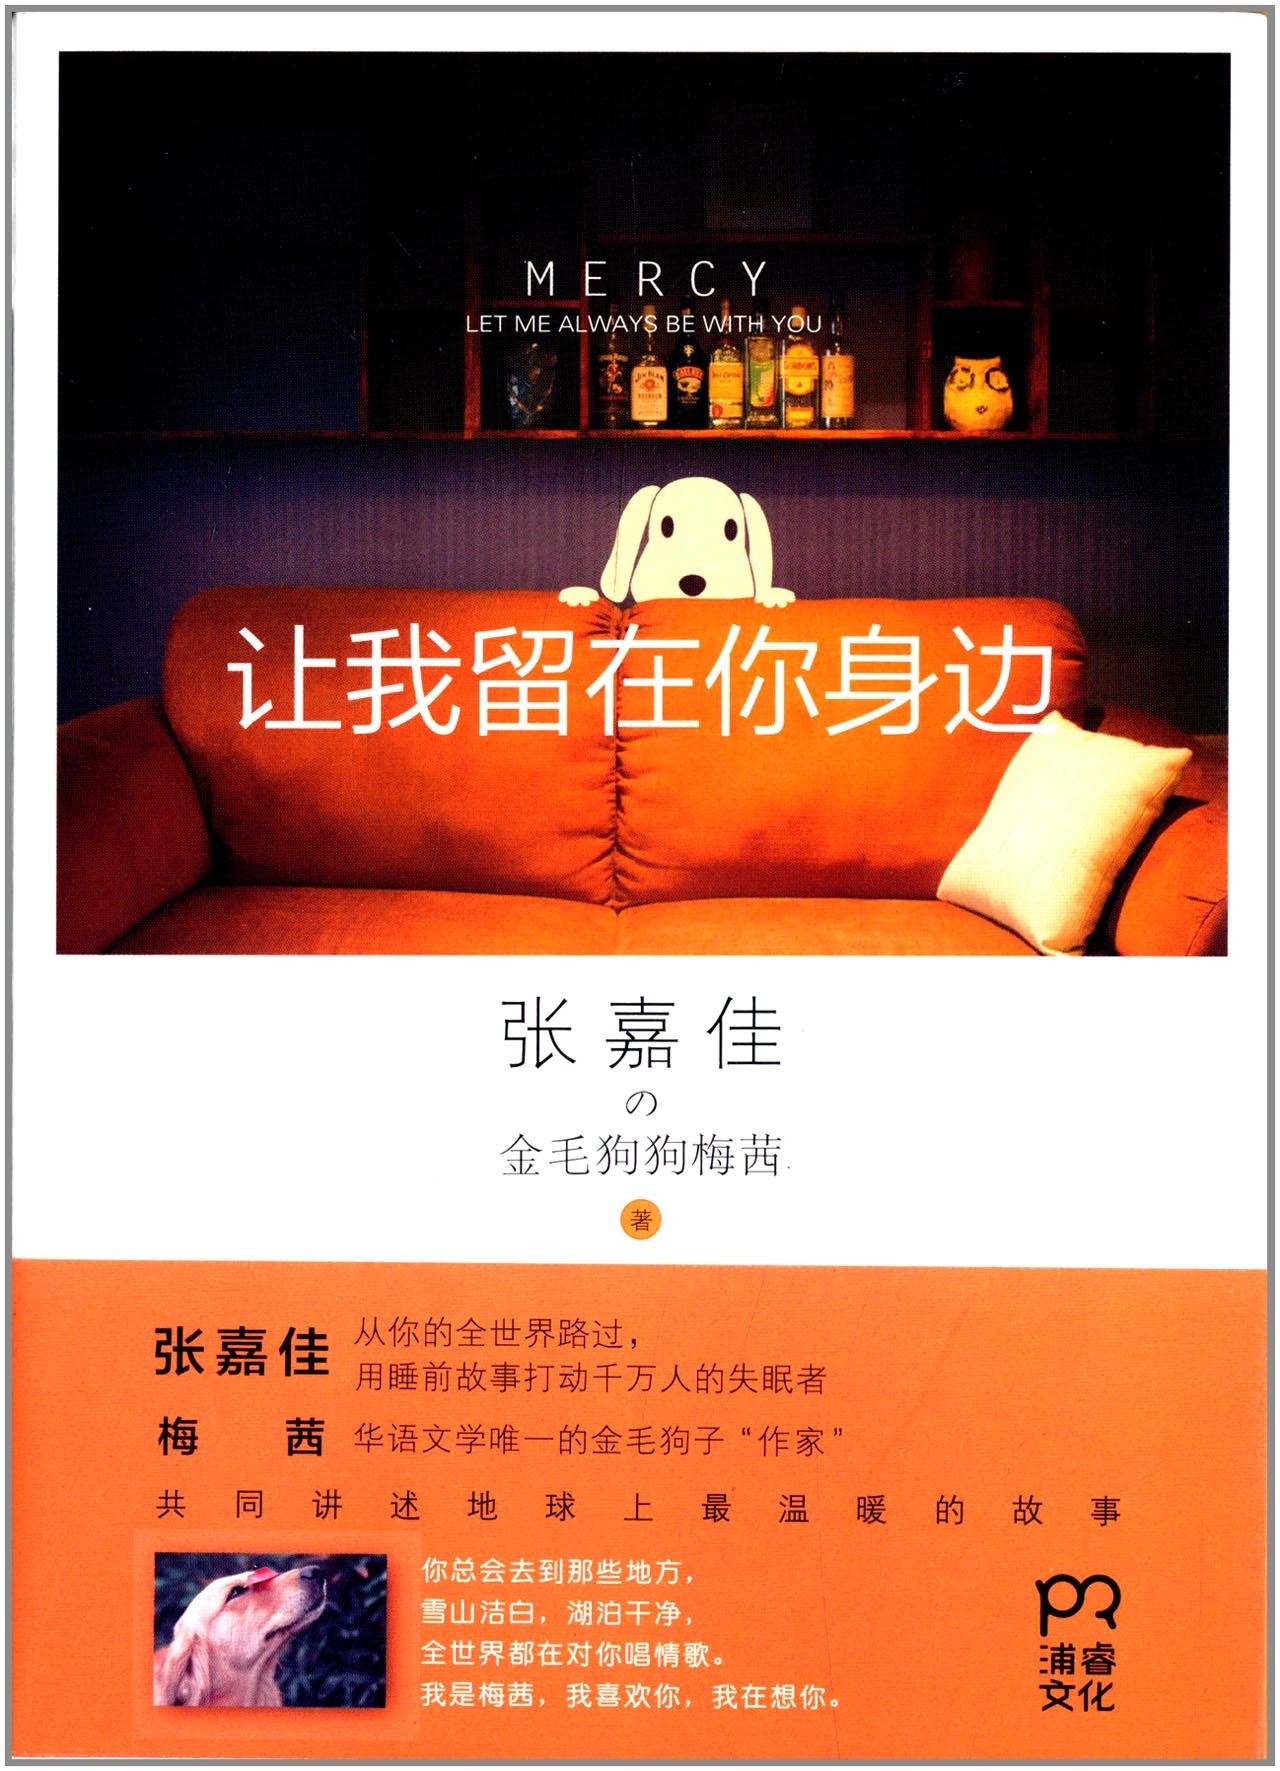 MERCY
LET ME ALWAYS BE WITH YOU
JIM BEAM
BOURBON
BAILEYS
GORDON'S
让我留在你身边
张嘉佳
の
金毛狗狗梅茜
著
张嘉佳 从你的全世界路过，
用睡前故事打动千万人的失眠者
梅茜 华语文学唯一的金毛狗子“作家”
共同讲述地球上最温暖的故事
你总会去到那些地方，
雪山洁白，湖泊干净，
全世界都在对你唱情歌。
我是梅茜，我喜欢你，我在想你。
浦睿
文化